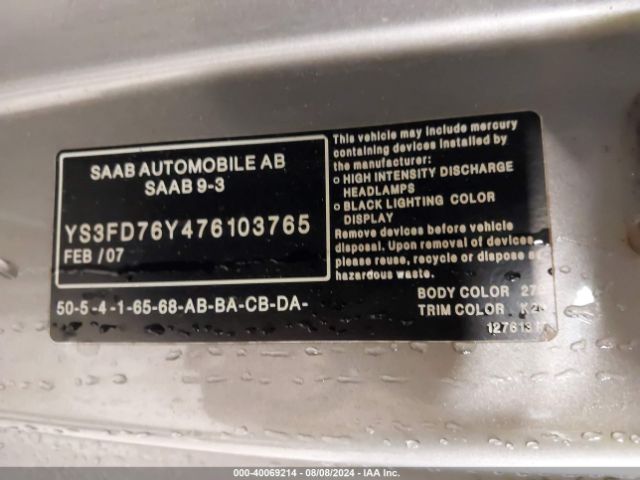 SAAB AUTOMOBILE AB
SAAB 9-3
YS3FD76Y476103765
FEB /07
50-5-4-1-65-68-AB-BA-CB-DA-
This vehicle may include mercury
containing devices installed by
the manufacturer:
o HIGH INTENSITY DISCHARGE
HEADLAMPS
o BLACK LIGHTING COLOR
DISPLAY
Remove devices before vehicle
disposal. Upon removal of devices
please reuse, recycle or dispose as
hazardous waste.
BODY COLOR
TRIM COLOR
000-40069214 - 08/08/2024 - IAA Inc.